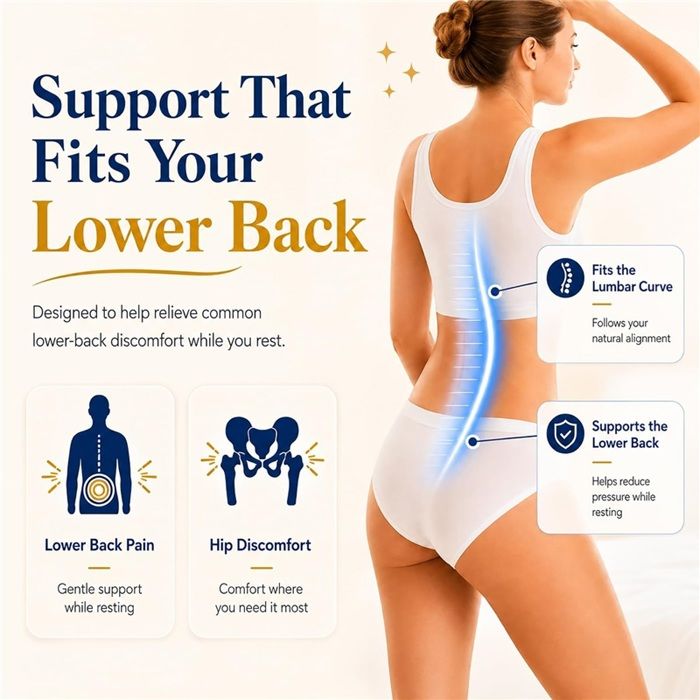 Support That
Fits Your
Lower Back
Designed to help relieve common
lower-back discomfort while you rest.
Fits the
Lumbar Curve
Follows your
natural alignment
Supports the
Lower Back
Helps reduce
pressure while
resting
Lower Back Pain
Gentle support
while resting
Hip Discomfort
Comfort where
you need it most